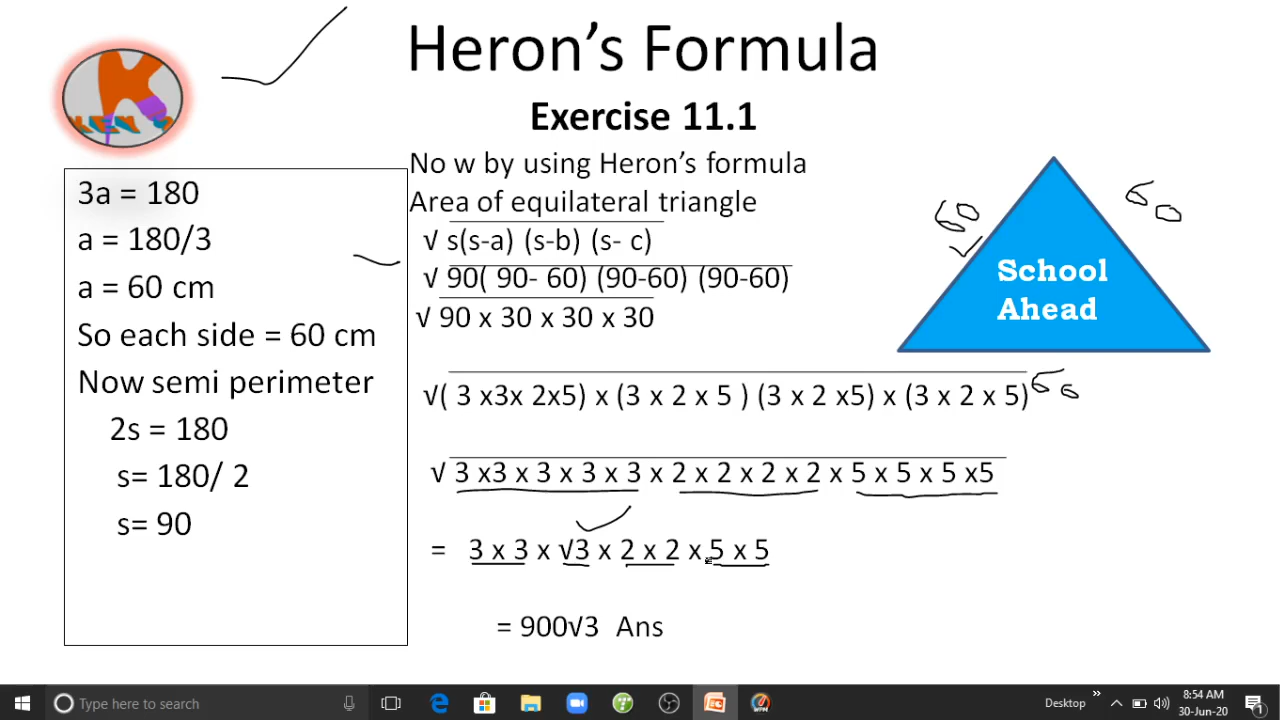 Heron's Formula
Exercise 11.1
3a = 180
a = 180/3
a = 60 cm
So each side = 60 cm
Now semi perimeter
2s = 180
s= 180/ 2
s= 90
No w by using Heron's formula
Area of equilateral triangle
√ s(s-a) (s-b) (s- c)
√ 90( 90- 60) (90-60) (90-60)
√ 90 x 30 x 30 x 30
√( 3 x3x 2x5) x (3 x 2 x 5 ) (3 x 2 x5) x (3 x 2 x 5)
√ 3 x3 x 3 x 3 x 3 x 2 x 2 x 2 x 2 x 5 x 5 x 5 x5
= 3 x 3 x √3 x 2 x 2 x 5 x 5
= 900√3 Ans
60
60
School
Ahead
60
Type here to search
Desktop
8:54 AM
30-Jun-20